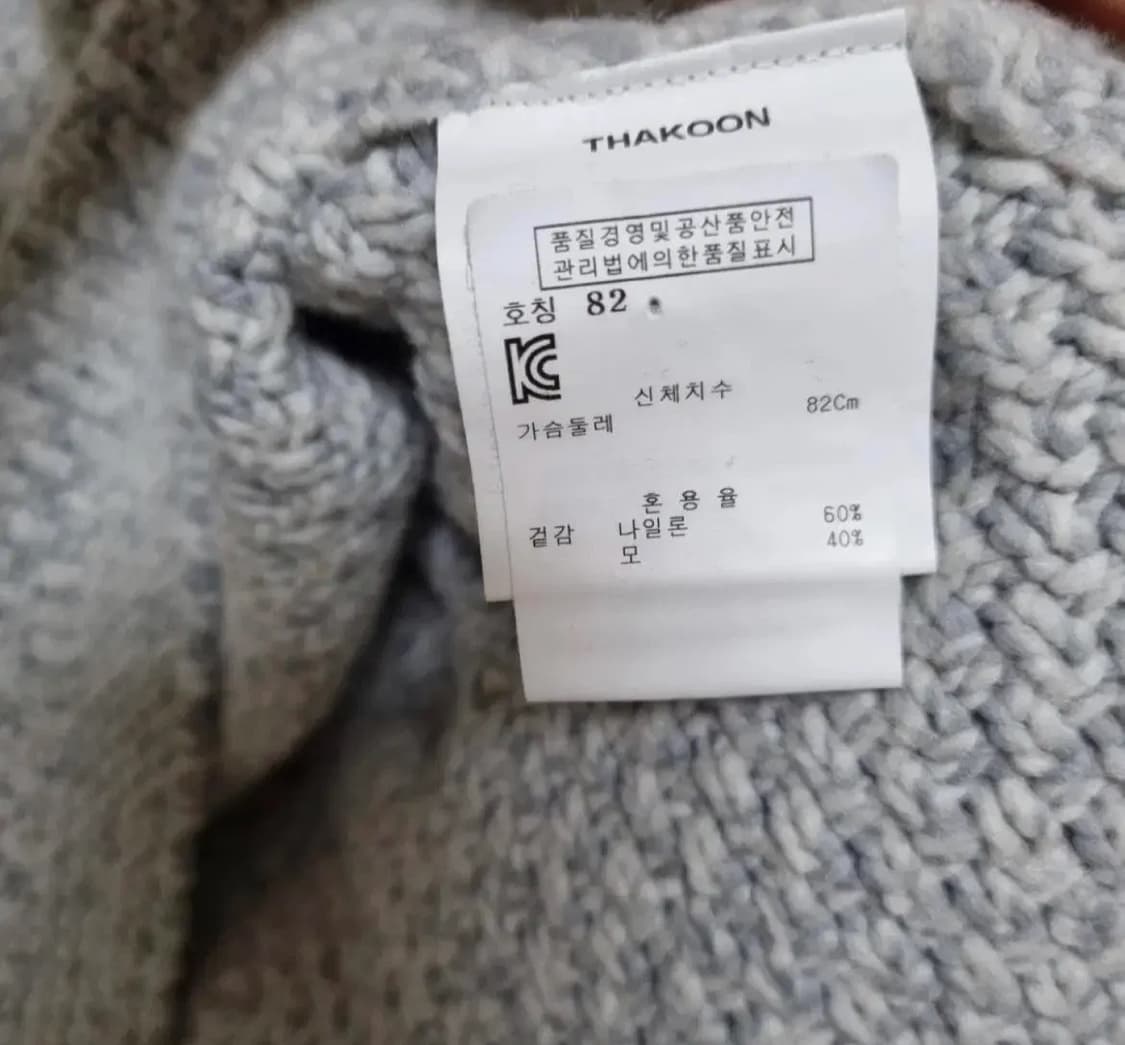 THAKOON
품질경영및공산품안전
관리법에의한품질표시
호칭 82
신체치수
가슴둘레 82Cm
혼 용 율
겉감 나일론 60%
모 40%